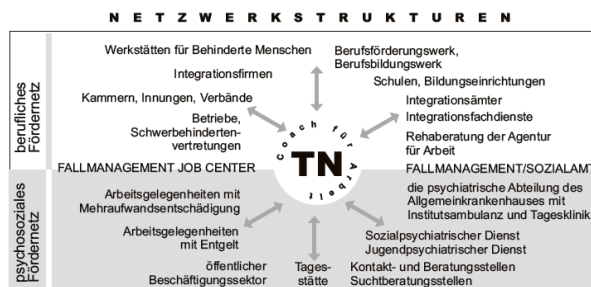 NETZWERKSTRUKTUREN
berufliches
Fördernetz
Werkstätten für Behinderte Menschen
Integrationsfirmen
Kammern, Innungen, Verbände
Betriebe,
Schwerbehinderten-
vertretungen
FALLMANAGEMENT JOB CENTER
Berufsförderungswerk,
Berufsbildungswerk
Schulen, Bildungseinrichtungen
Integrationsämter
Integrationsfachdienste
Rehaberatung der Agentur
für Arbeit
FALLMANAGEMENT/SOZIALAMT
Coach für Arbeit
TN
psychosoziales
Fördernetz
Arbeitsgelegenheiten mit
Mehraufwandsentschädigung
Arbeitsgelegenheiten
mit Entgelt
öffentlicher
Beschäftigungssektor
Tages-
stätte
die psychiatrische Abteilung des
Allgemeinkrankenhauses mit
Institutsambulanz und Tagesklinik
Sozialpsychiatrischer Dienst
Jugendpsychiatrischer Dienst
Kontakt- und Beratungsstellen
Suchtberatungsstellen